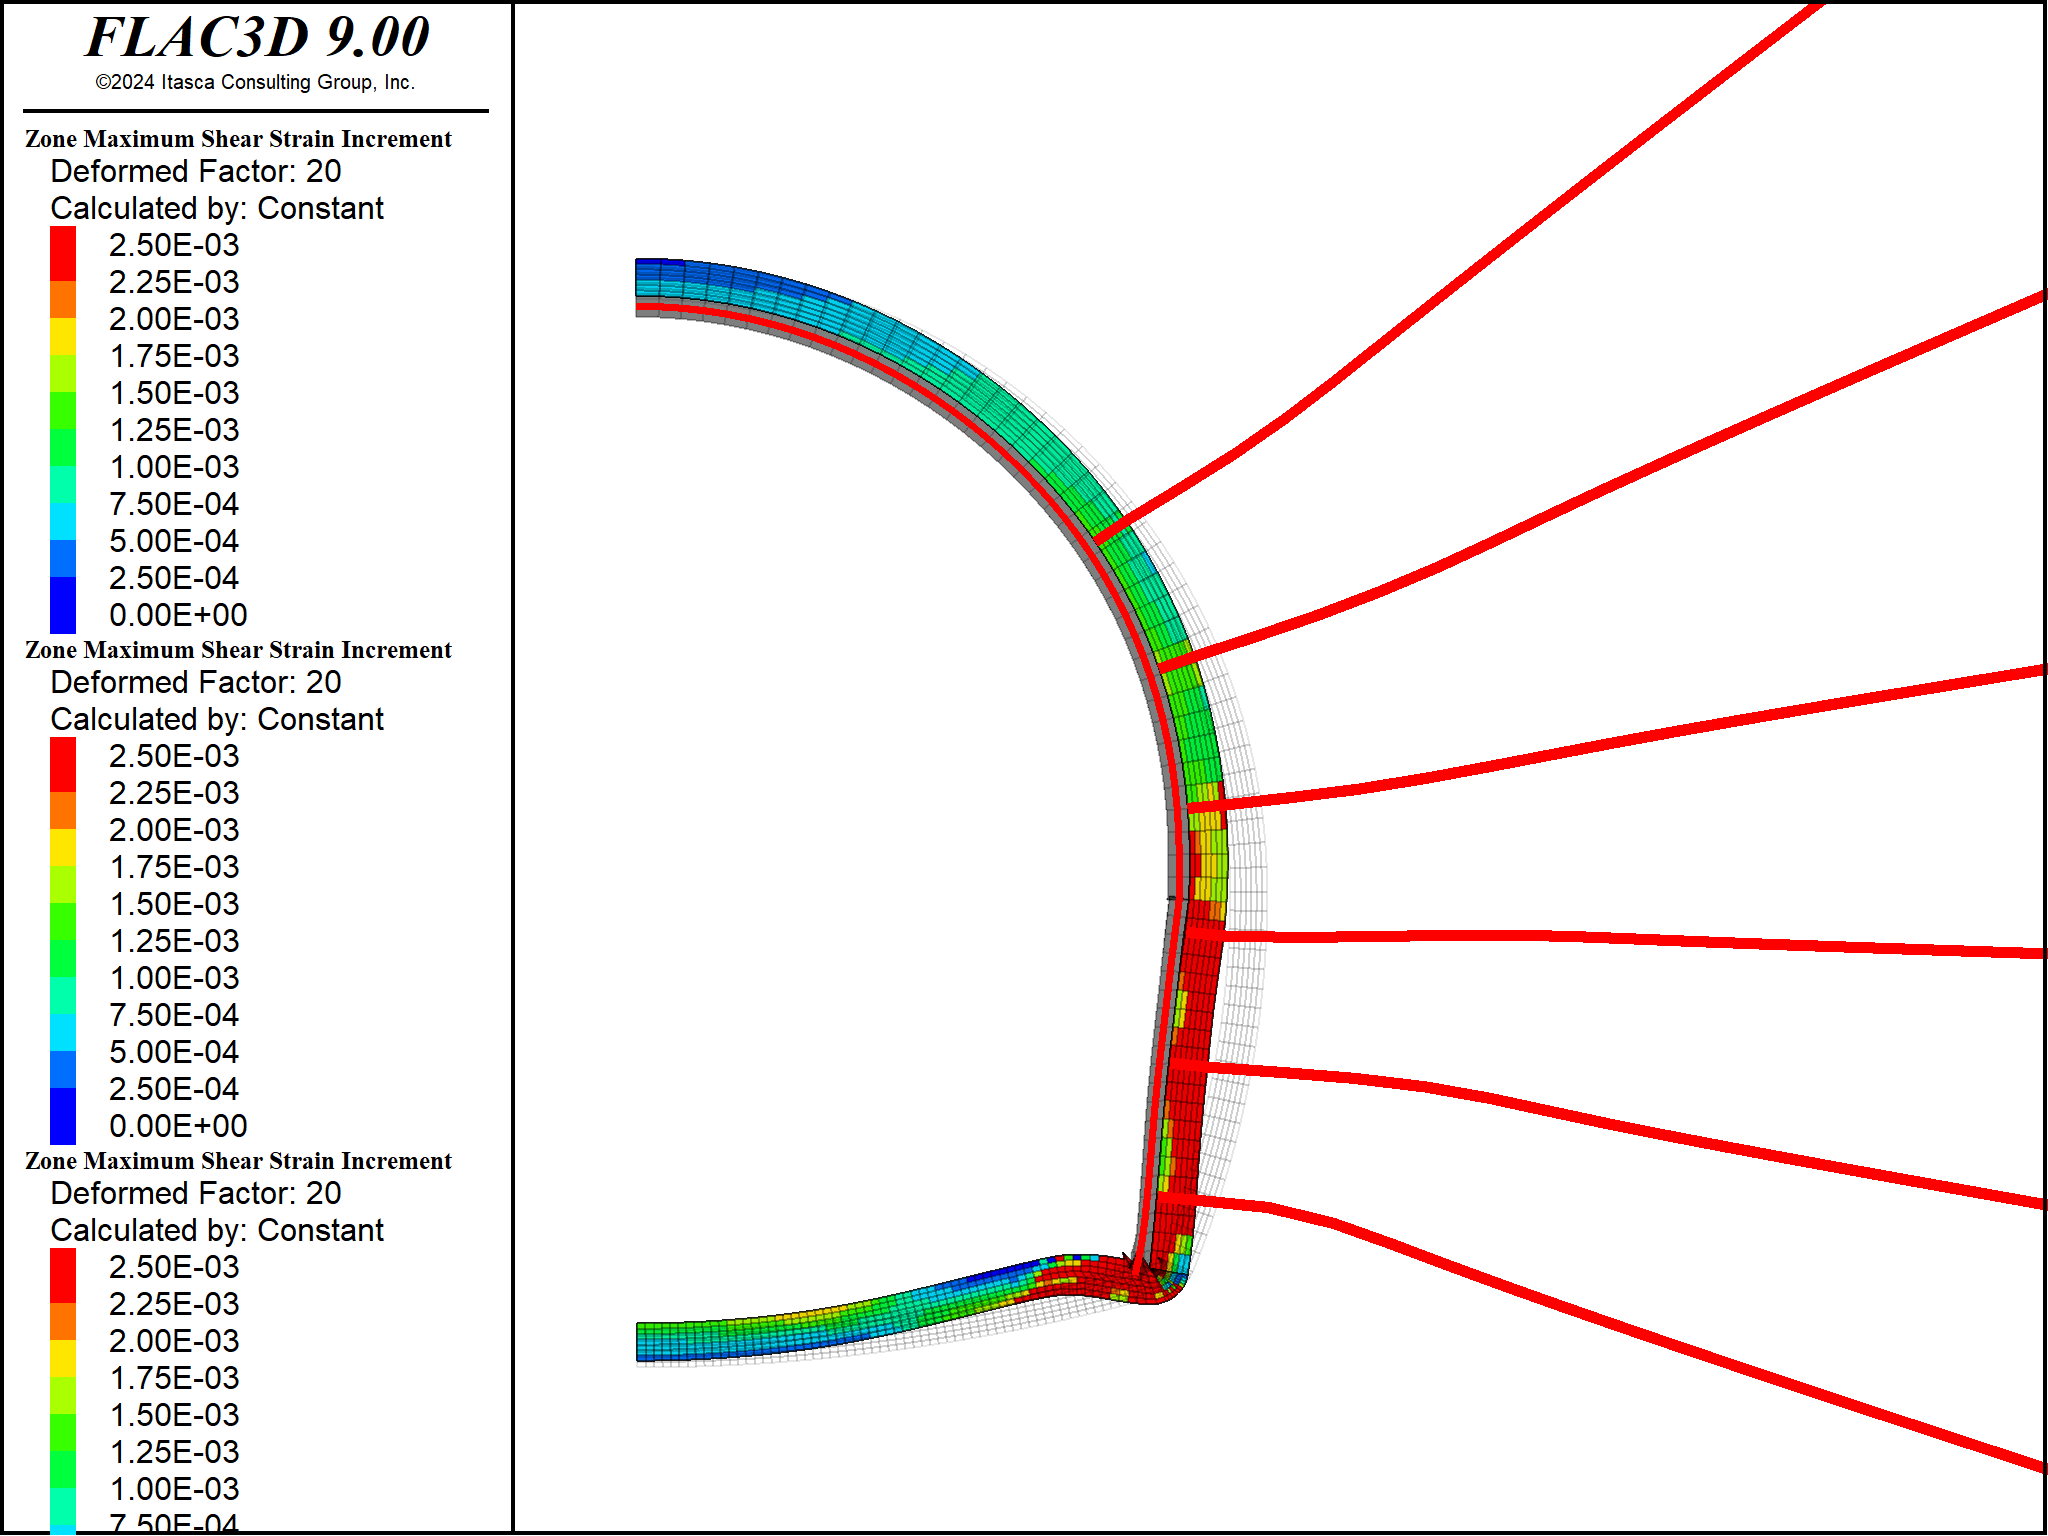 FLAC3D 9.00
©2024 Itasca Consulting Group, Inc.
Zone Maximum Shear Strain Increment
Deformed Factor: 20
Calculated by: Constant
2.50E-03
2.25E-03
2.00E-03
1.75E-03
1.50E-03
1.25E-03
1.00E-03
7.50E-04
5.00E-04
2.50E-04
0.00E+00
Zone Maximum Shear Strain Increment
Deformed Factor: 20
Calculated by: Constant
2.50E-03
2.25E-03
2.00E-03
1.75E-03
1.50E-03
1.25E-03
1.00E-03
7.50E-04
5.00E-04
2.50E-04
0.00E+00
Zone Maximum Shear Strain Increment
Deformed Factor: 20
Calculated by: Constant
2.50E-03
2.25E-03
2.00E-03
1.75E-03
1.50E-03
1.25E-03
1.00E-03
7.50E-04